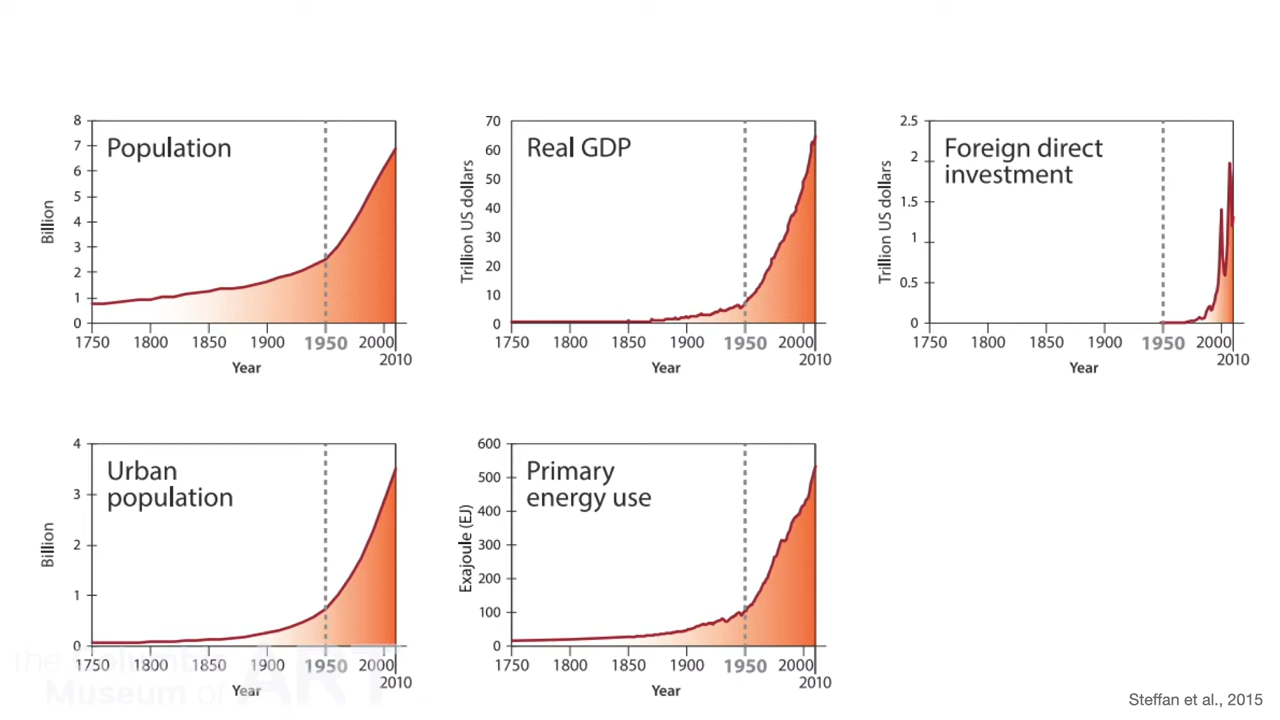 8
7
6
5
4
3
2
1
0
Billion
Population
1750 1800 1850 1900 1950 2000
2010
Year
70
60
50
40
30
20
10
0
Trillion US dollars
Real GDP
1750 1800 1850 1900 1950 2000
2010
Year
2.5
2
1.5
1
0.5
0
Trillion US dollars
Foreign direct
investment
1750 1800 1850 1900 1950 2000
2010
Year
4
3
2
1
0
Billion
Urban
population
1750 1800 1850 1900 1950 2000
2010
Year
600
500
400
300
200
100
0
Exajoule (EJ)
Primary
energy use
1750 1800 1850 1900 1950 2000
2010
Year
the Columbia
Museum of ART
Steffan et al., 2015